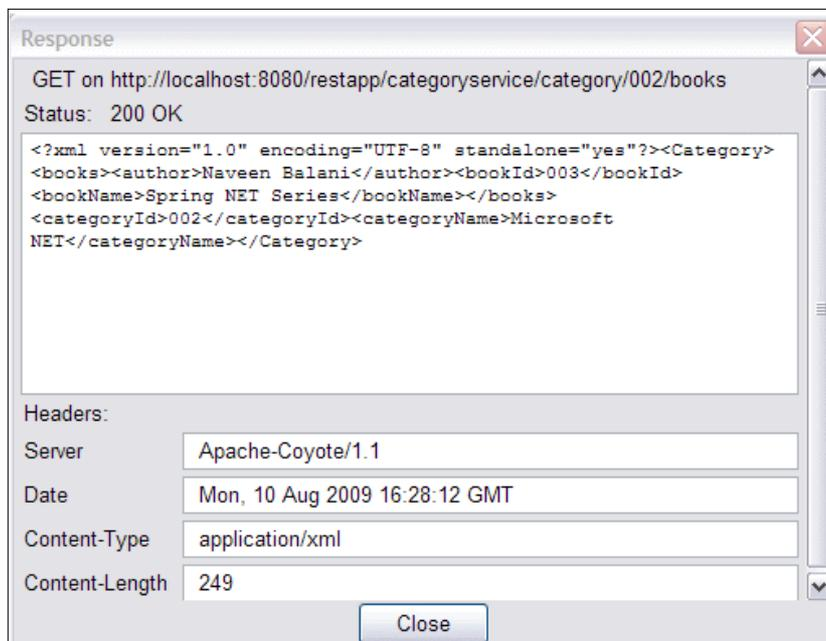 Response
GET on http://localhost:8080/restapp/categoryservice/category/002/books
Status: 200 OK
<?xml version="1.0" encoding="UTF-8" standalone="yes"?><Category>
<books><author>Naveen Balani</author><bookId>003</bookId>
<bookName>Spring NET Series</bookName></books>
<categoryId>002</categoryId><categoryName>Microsoft
NET</categoryName></Category>
Headers:
Server Apache-Coyote/1.1
Date Mon, 10 Aug 2009 16:28:12 GMT
Content-Type application/xml
Content-Length 249
Close